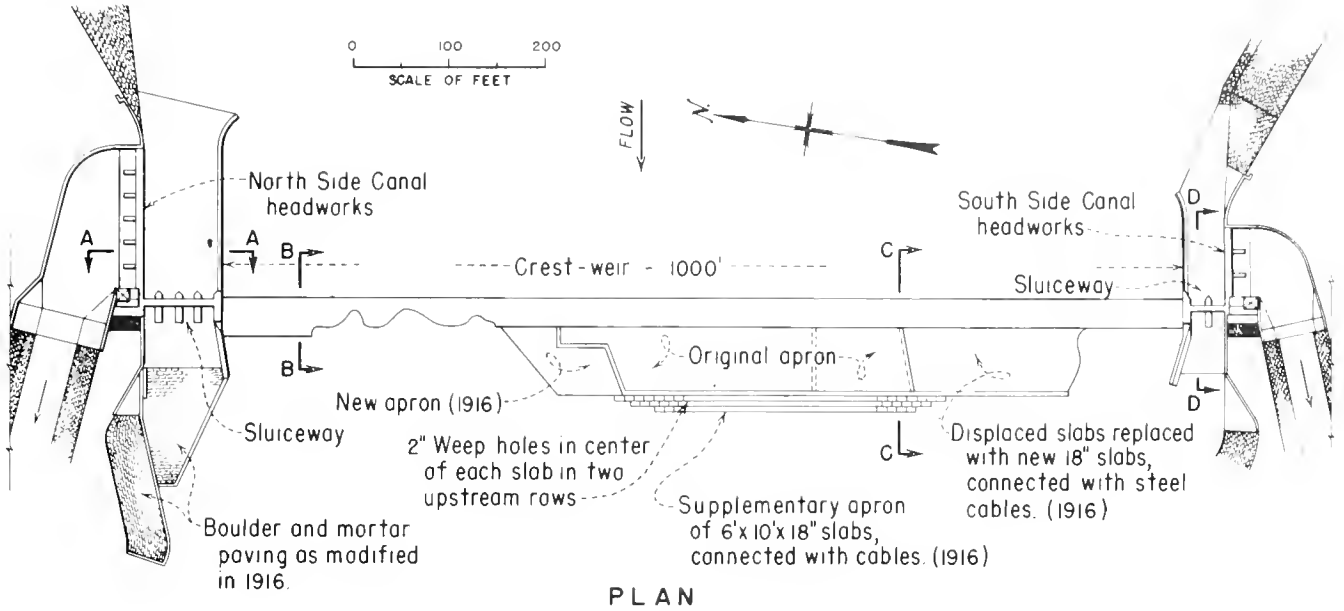 0 100 200
SCALE OF FEET
FLOW
N.
North Side Canal
headworks
South Side Canal
headworks
D
A
A
B
C
Crest-weir - 1000'
Sluiceway
B
Original apron
New apron (1916)
D
Sluiceway
2" Weep holes in center
of each slab in two
upstream rows
C
Displaced slabs replaced
with new 18" slabs,
connected with steel
cables. (1916)
Supplementary apron
of 6'x 10'x 18" slabs,
connected with cables. (1916)
Boulder and mortar
paving as modified
in 1916.
PLAN